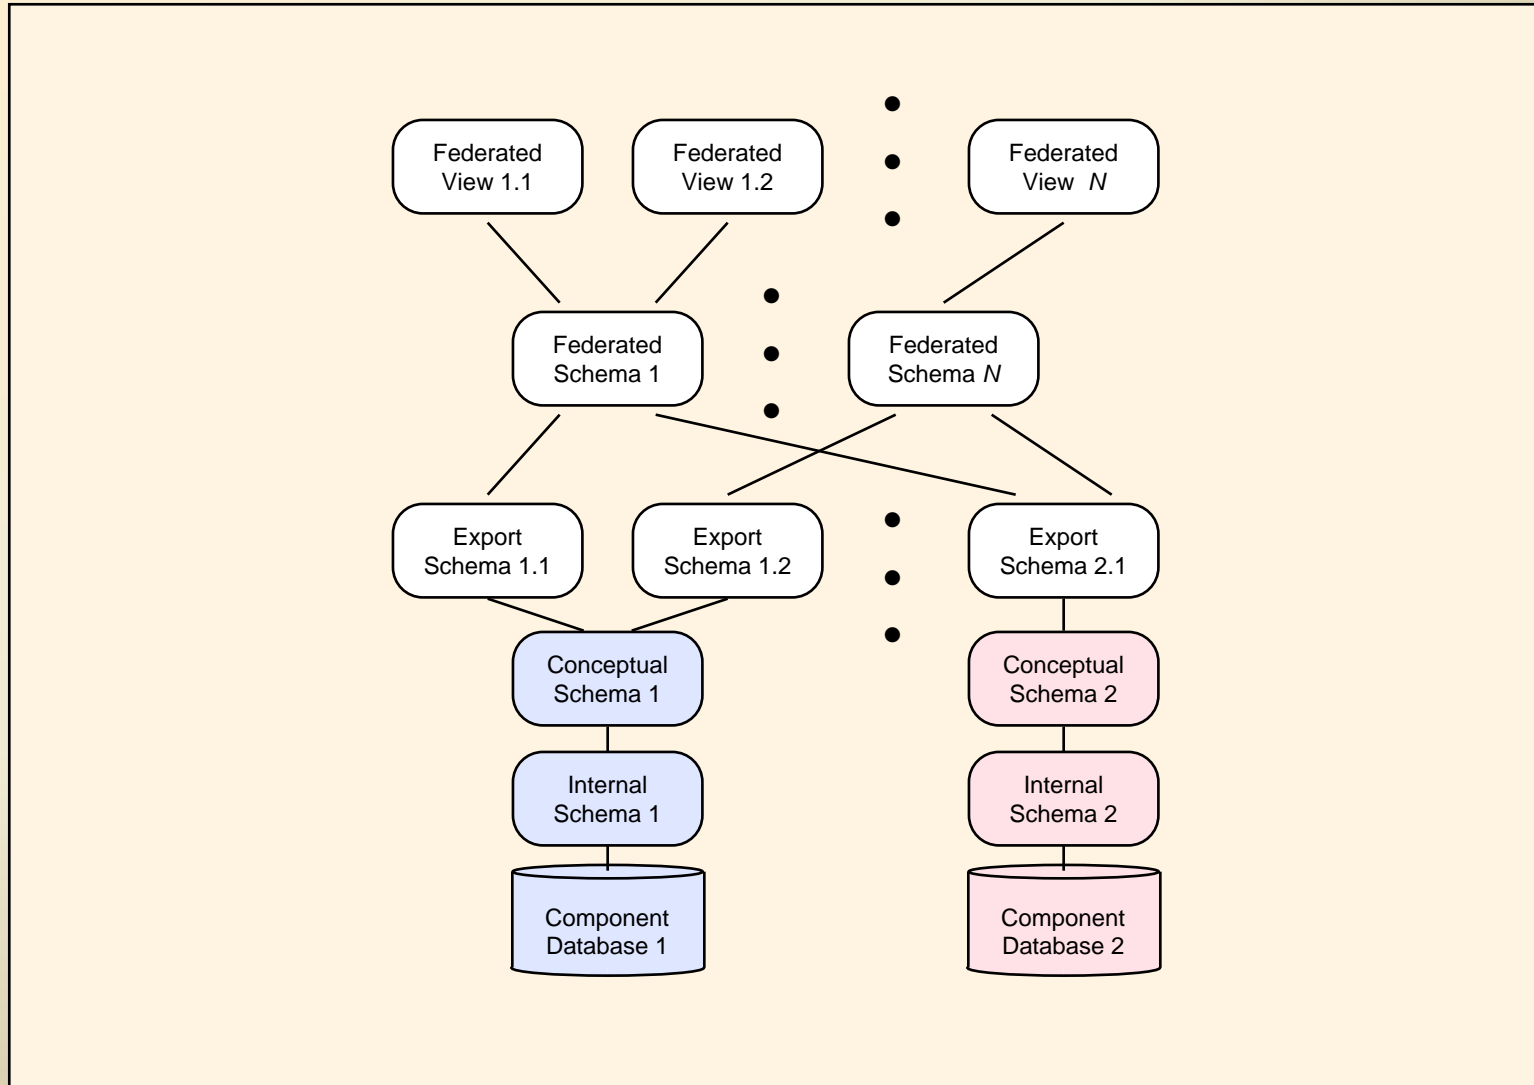 Federated
View 1.1
Federated
View 1.2
Federated
View N
Federated
Schema 1
Federated
Schema N
Export
Schema 1.1
Export
Schema 1.2
Export
Schema 2.1
Conceptual
Schema 1
Conceptual
Schema 2
Internal
Schema 1
Internal
Schema 2
Component
Database 1
Component
Database 2